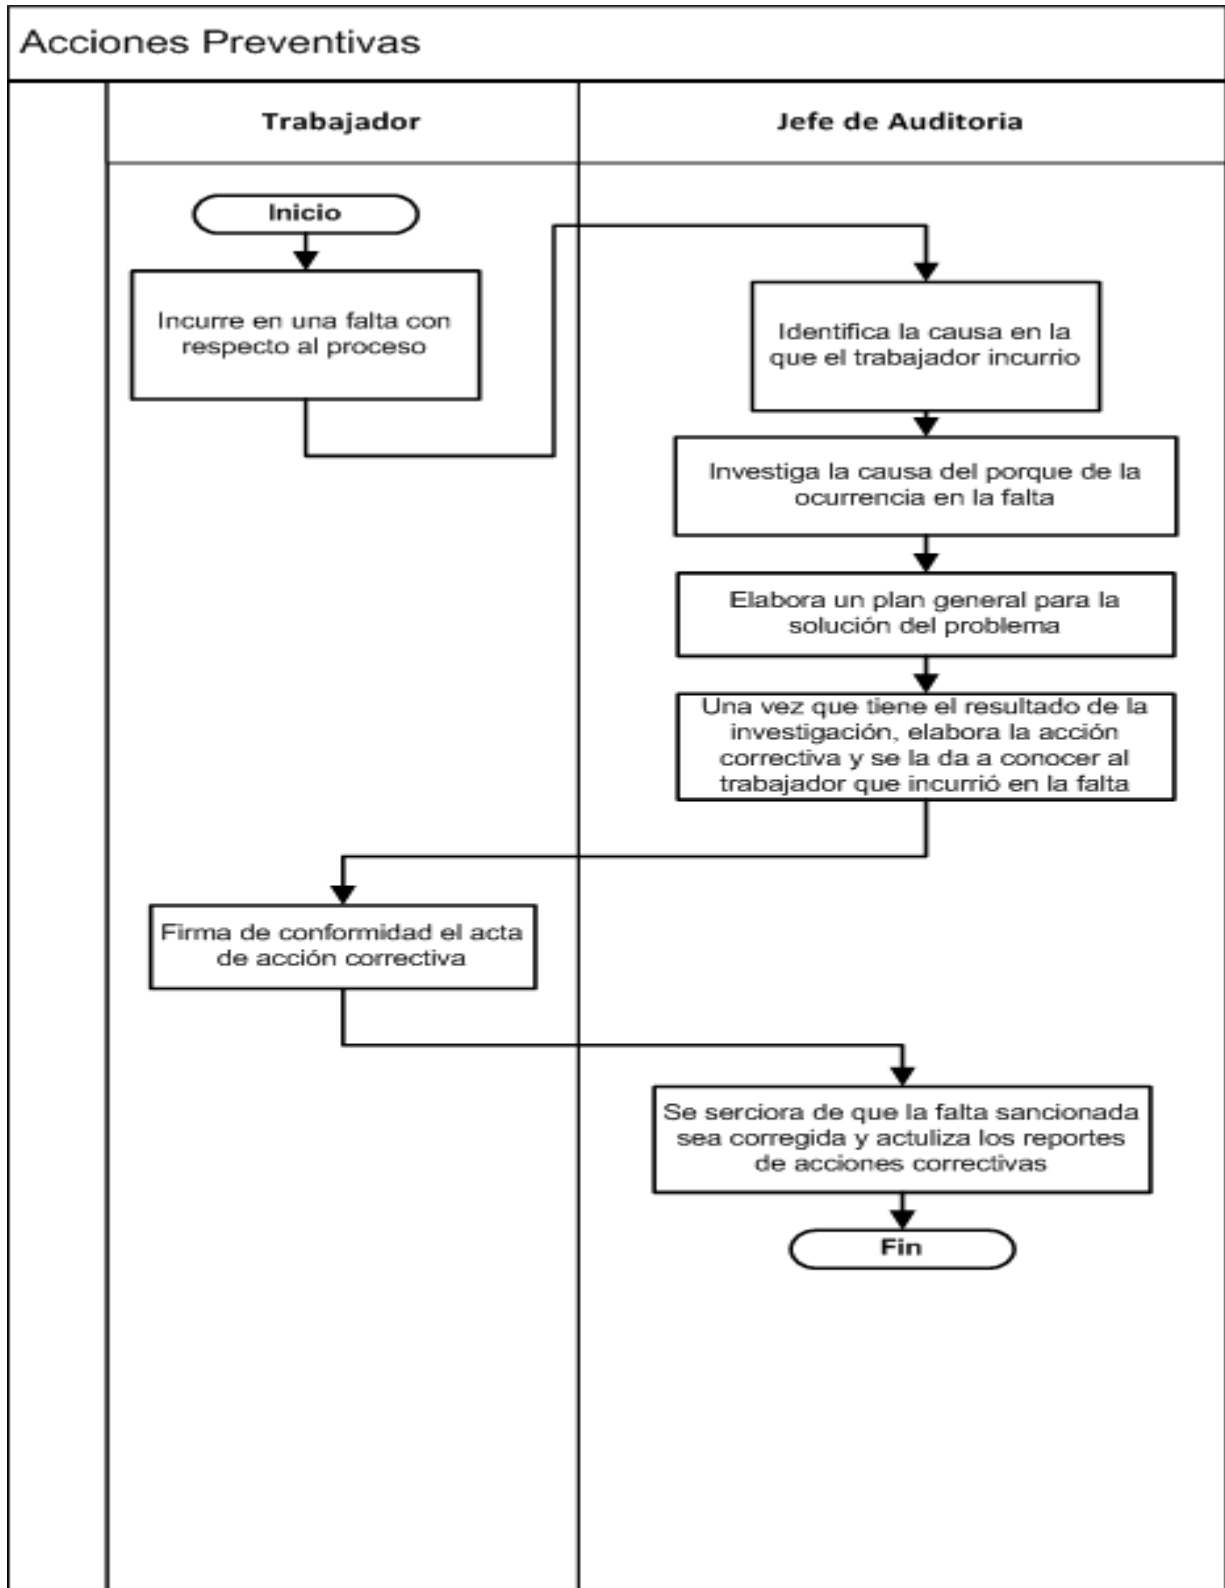 Acciones Preventivas
Trabajador
Jefe de Auditoria
Inicio
Incurre en una falta con
respecto al proceso
Identifica la causa en la
que el trabajador incurrio
Investiga la causa del porque de la
ocurrencia en la falta
Elabora un plan general para la
solución del problema
Una vez que tiene el resultado de la
investigación, elabora la acción
correctiva y se la da a conocer al
trabajador que incurrió en la falta
Firma de conformidad el acta
de acción correctiva
Se serciora de que la falta sancionada
sea corregida y actuliza los reportes
de acciones correctivas
Fin